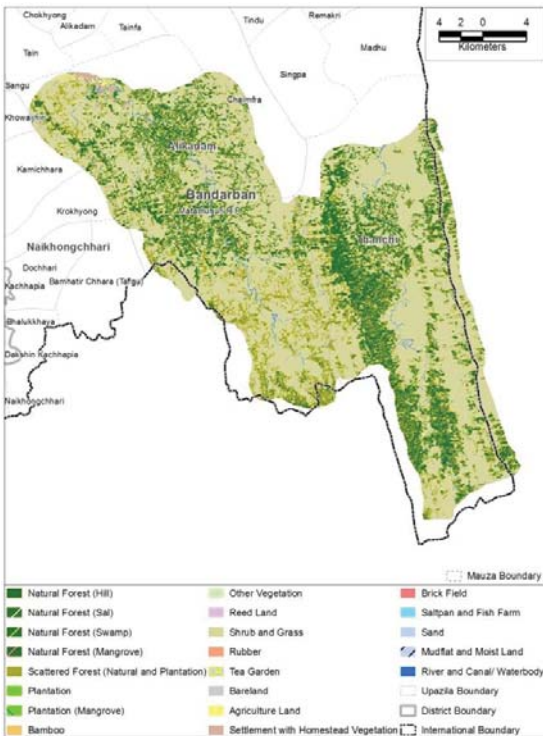 Chokhyong
Alikadam
Tainfa
Tindu
Remakri
4 2 0 4
Kilometers
Tain
Madhu
Singpa
Sangu
Chaimfra
Khowajhiri
Alikadam
Kamichhara
Bandarban
Krokhyong
Thanchi
Naikhongchhari
Dochhari
Kachhapia
Bamhatir Chhara (Tafgu)
Bhalukkhaya
Dakshin Kachhapia
Naikhongchhari
Mauza Boundary
Natural Forest (Hill)
Other Vegetation
Brick Field
Natural Forest (Sal)
Reed Land
Saltpan and Fish Farm
Natural Forest (Swamp)
Shrub and Grass
Sand
Natural Forest (Mangrove)
Rubber
Mudflat and Moist Land
Scattered Forest (Natural and Plantation)
Tea Garden
River and Canal/ Waterbody
Plantation
Bareland
Upazila Boundary
Plantation (Mangrove)
Agriculture Land
District Boundary
Bamboo
Settlement with Homestead Vegetation
International Boundary